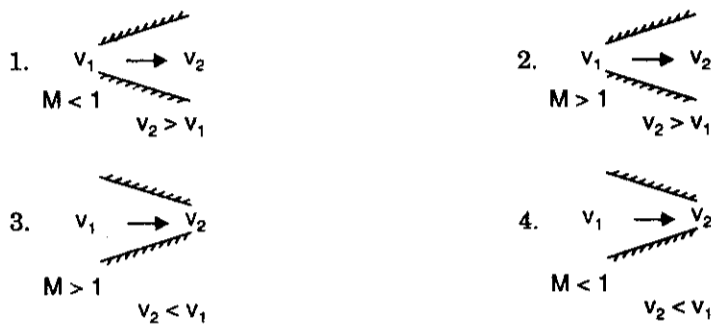 1. v₁ → v₂
M < 1
v₂ > v₁
2. v₁ → v₂
M > 1
v₂ > v₁
3. v₁ → v₂
M > 1
v₂ < v₁
4. v₁ → v₂
M < 1
v₂ < v₁